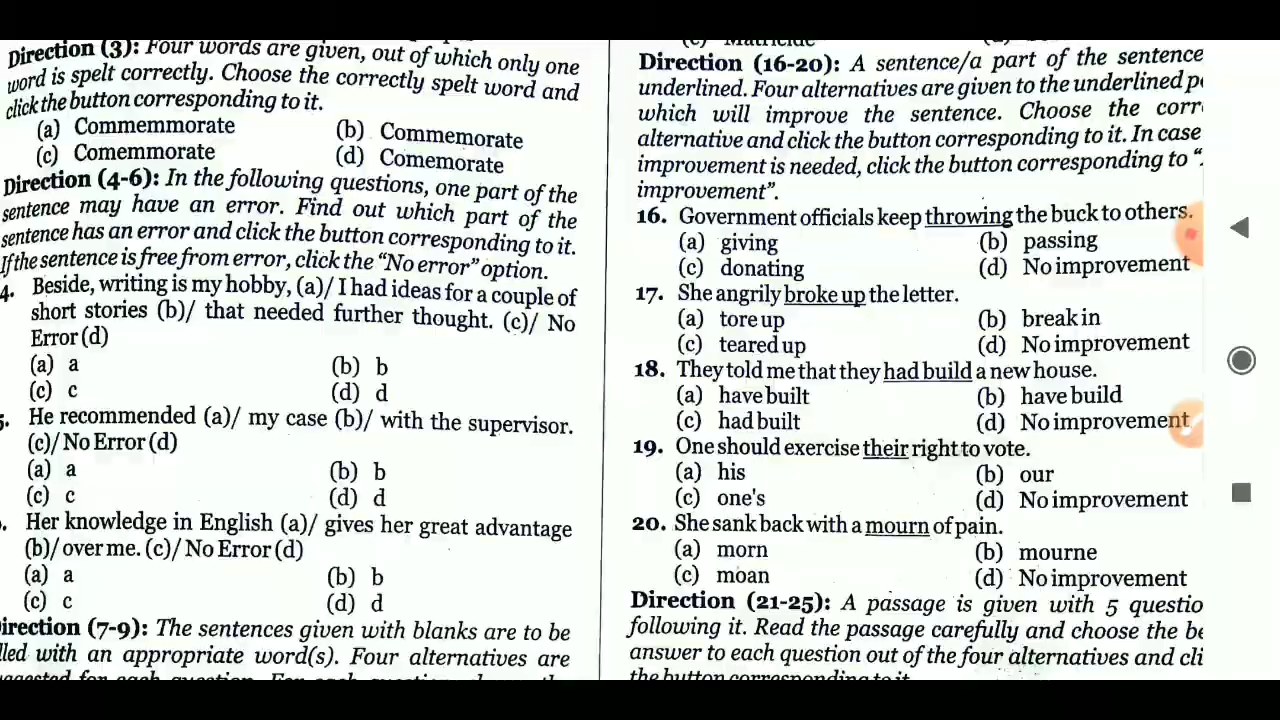 Direction (3): Four words are given, out of which only one
word is spelt correctly. Choose the correctly spelt word and
click the button corresponding to it.
(a) Commemmorate (b) Commemorate
(c) Comemmorate (d) Comemorate
Direction (4-6): In the following questions, one part of the
sentence may have an error. Find out which part of the
sentence has an error and click the button corresponding to it.
If the sentence is free from error, click the “No error” option.
4. Beside, writing is my hobby, (a)/ I had ideas for a couple of
short stories (b)/ that needed further thought. (c)/ No
Error (d)
(a) a (b) b
(c) c (d) d
5. He recommended (a)/ my case (b)/ with the supervisor.
(c)/ No Error (d)
(a) a (b) b
(c) c (d) d
. Her knowledge in English (a)/ gives her great advantage
(b)/ over me. (c)/ No Error (d)
(a) a (b) b
(c) c (d) d
irection (7-9): The sentences given with blanks are to be
lled with an appropriate word(s). Four alternatives are
Matricide
Direction (16-20): A sentence/a part of the sentence
underlined. Four alternatives are given to the underlined p
which will improve the sentence. Choose the corr
alternative and click the button corresponding to it. In case
improvement is needed, click the button corresponding to “
improvement”.
16. Government officials keep throwing the buck to others.
(a) giving (b) passing
(c) donating (d) No improvement
17. She angrily broke up the letter.
(a) tore up (b) break in
(c) teared up (d) No improvement
18. They told me that they had build a new house.
(a) have built (b) have build
(c) had built (d) No improvement
19. One should exercise their right to vote.
(a) his (b) our
(c) one's (d) No improvement
20. She sank back with a mourn of pain.
(a) morn (b) mourne
(c) moan (d) No improvement
Direction (21-25): A passage is given with 5 questio
following it. Read the passage carefully and choose the be
answer to each question out of the four alternatives and cli
the button corresponding to it.